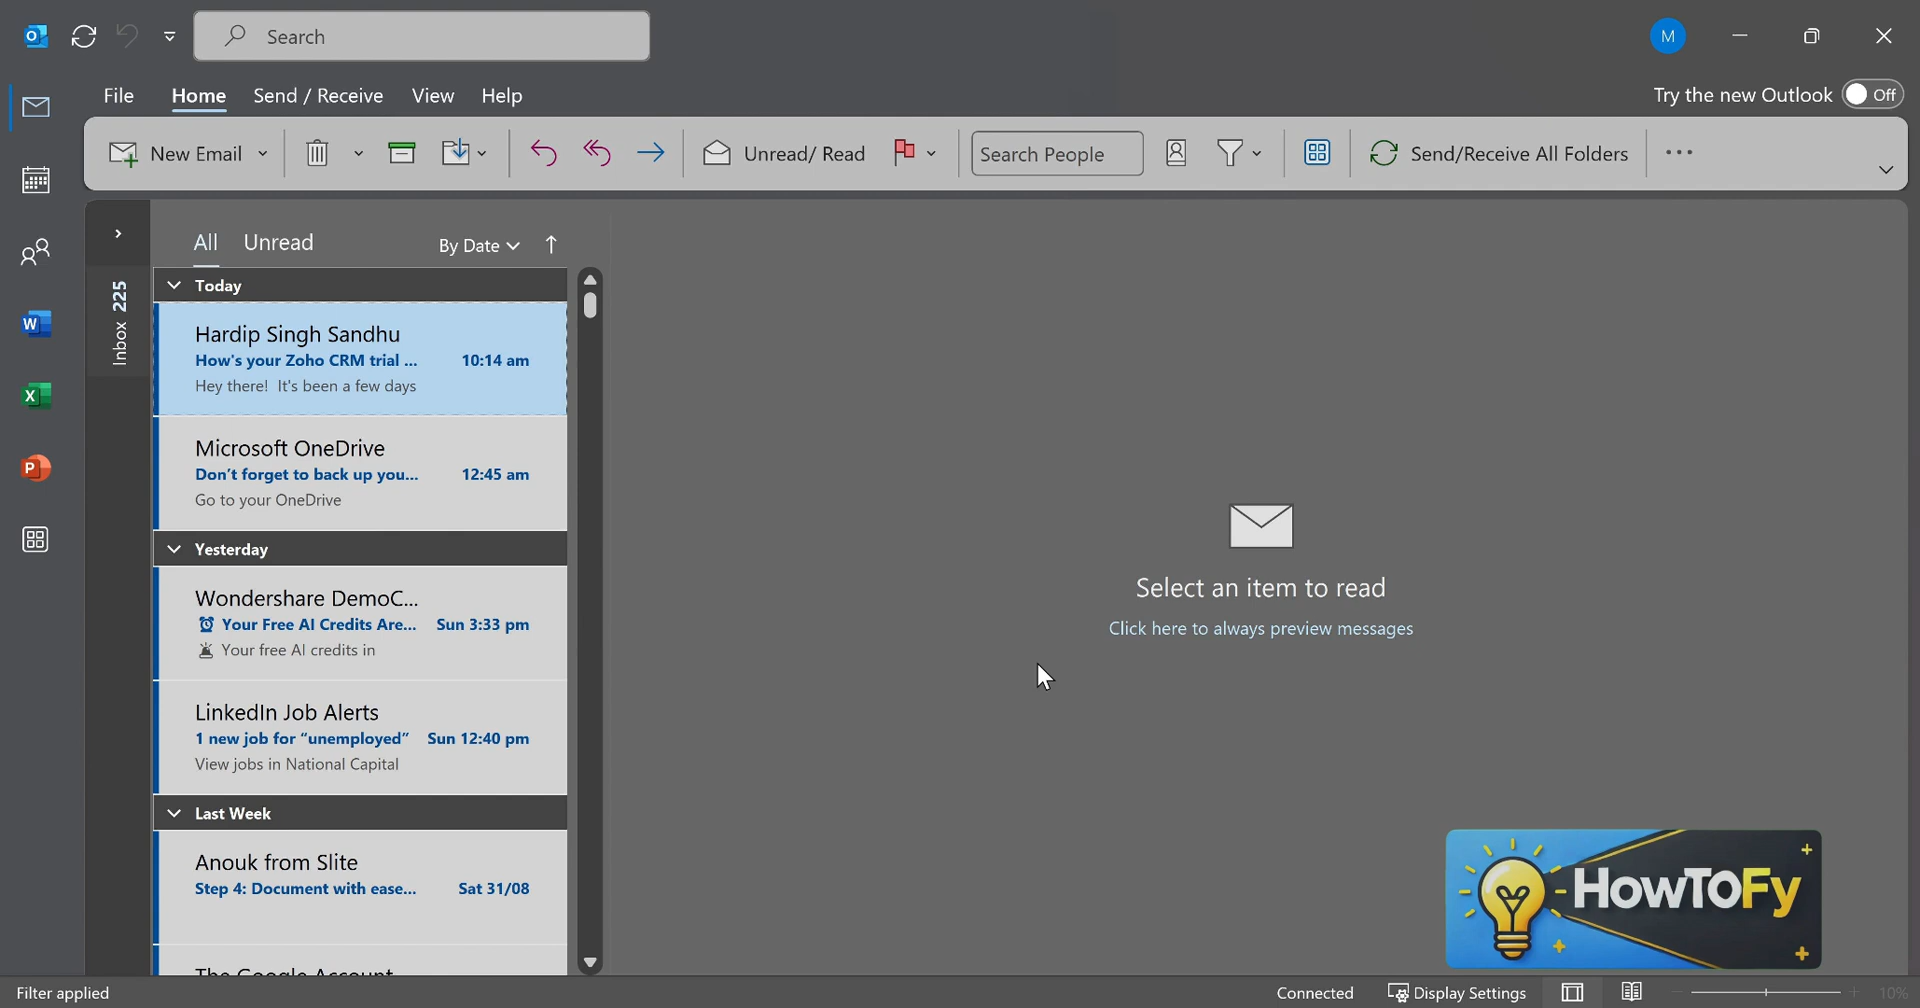 Search
M
File Home Send / Receive View Help
Try the new Outlook Off
New Email
Unread/ Read
Search People
Send/Receive All Folders
Inbox 225
All Unread By Date
Today
Hardip Singh Sandhu
How's your Zoho CRM trial ... 10:14 am
Hey there! It's been a few days
Microsoft OneDrive
Don't forget to back up you... 12:45 am
Go to your OneDrive
Yesterday
Wondershare DemoC...
Your Free AI Credits Are... Sun 3:33 pm
Your free AI credits in
LinkedIn Job Alerts
1 new job for “unemployed” Sun 12:40 pm
View jobs in National Capital
Last Week
Anouk from Slite
Step 4: Document with ease... Sat 31/08
The Google Account
Select an item to read
Click here to always preview messages
HowToFy
Filter applied
Connected
Display Settings
10%